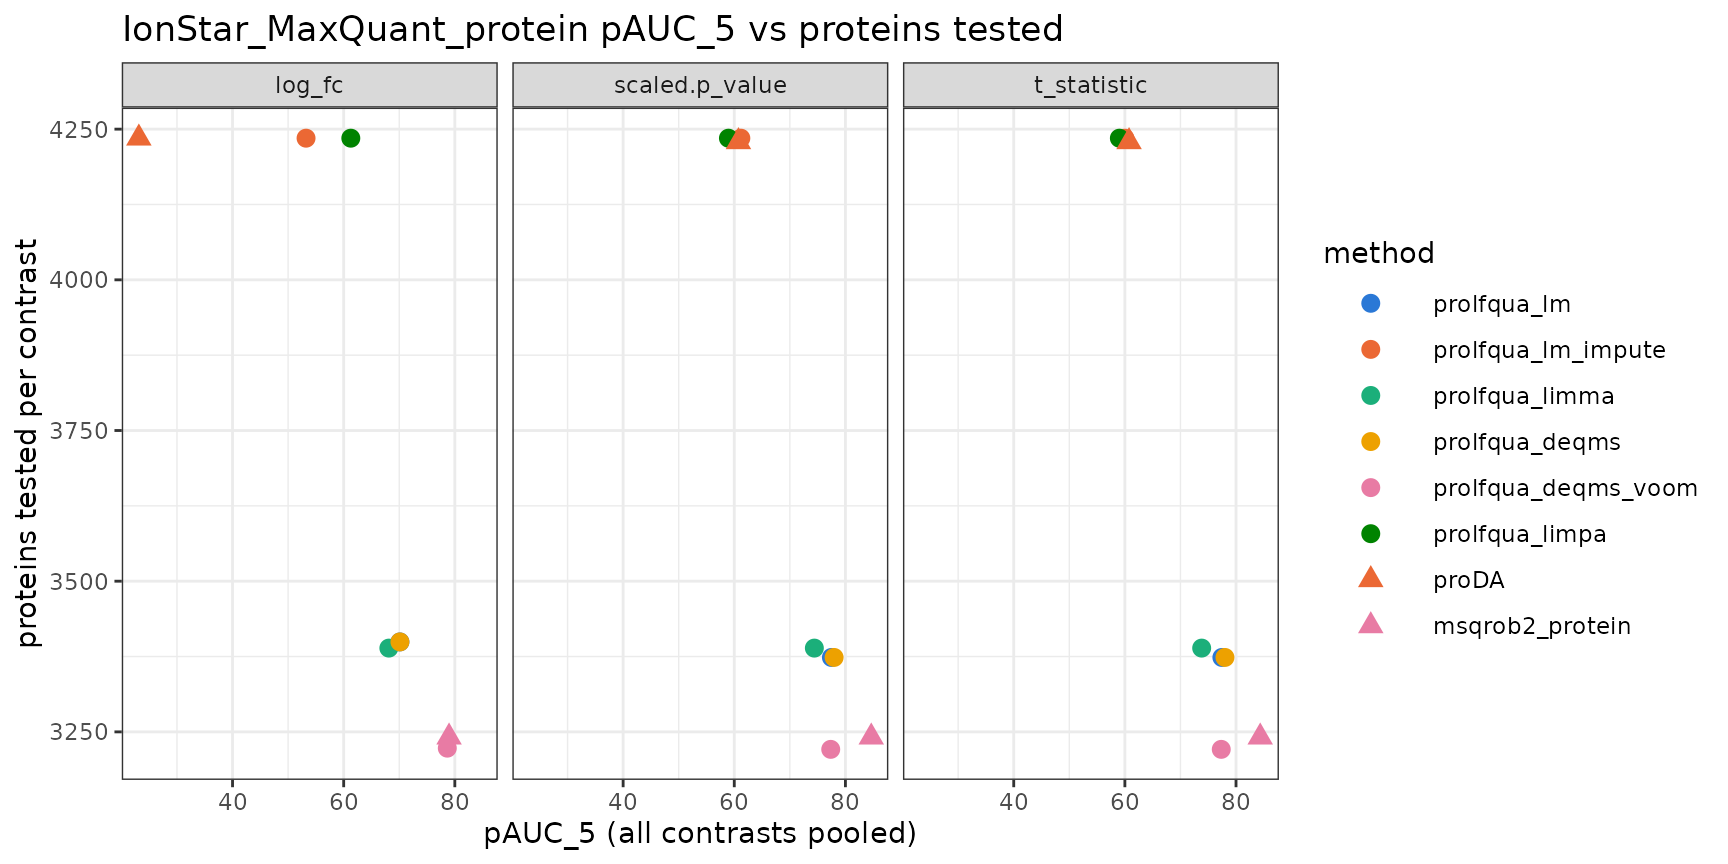 IonStar_MaxQuant_protein pAUC_5 vs proteins tested
log_fc
scaled.p_value
t_statistic
proteins tested per contrast
4250
4000
3750
3500
3250
40
60
80
40
60
80
40
60
80
pAUC_5 (all contrasts pooled)
method
prolfqua_lm
prolfqua_lm_impute
prolfqua_limma
prolfqua_deqms
prolfqua_deqms_voom
prolfqua_limpa
proDA
msqrob2_protein